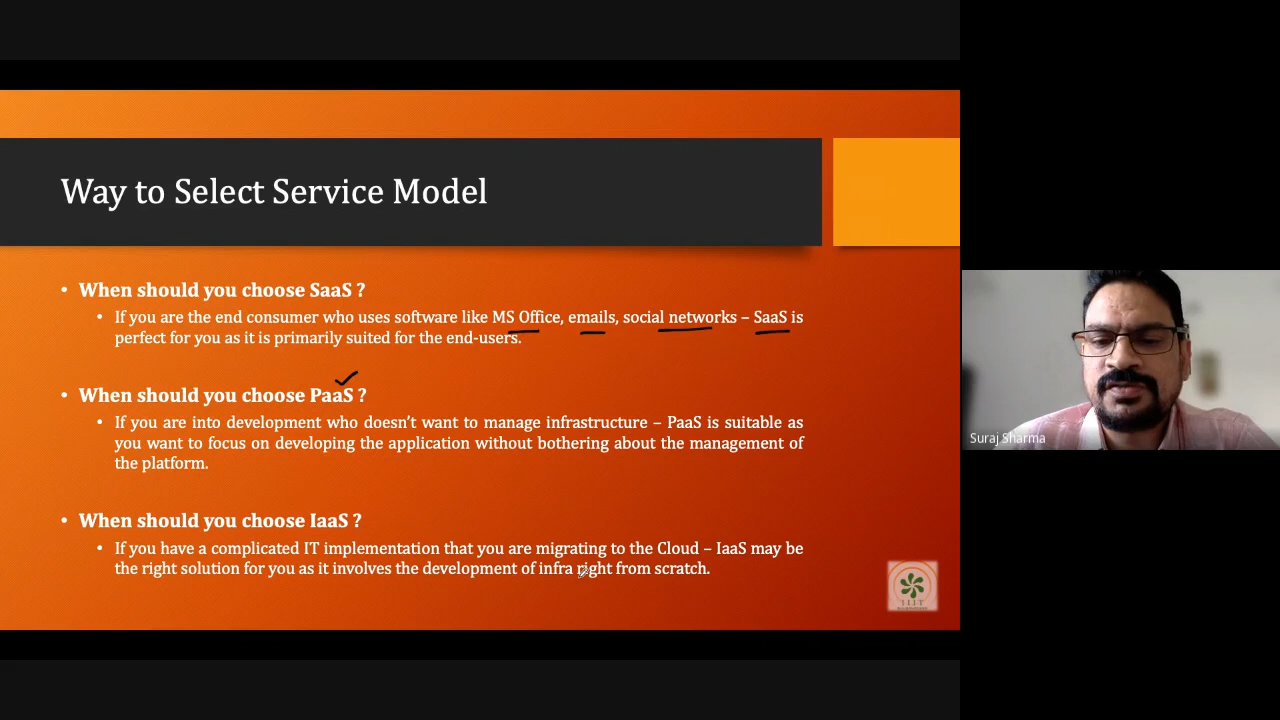 Way to Select Service Model
• When should you choose SaaS ?
• If you are the end consumer who uses software like MS Office, emails, social networks – SaaS is
perfect for you as it is primarily suited for the end-users.
• When should you choose PaaS ?
• If you are into development who doesn't want to manage infrastructure – PaaS is suitable as
you want to focus on developing the application without bothering about the management of
the platform.
• When should you choose IaaS ?
• If you have a complicated IT implementation that you are migrating to the Cloud – IaaS may be
the right solution for you as it involves the development of infra right from scratch.
Suraj Sharma